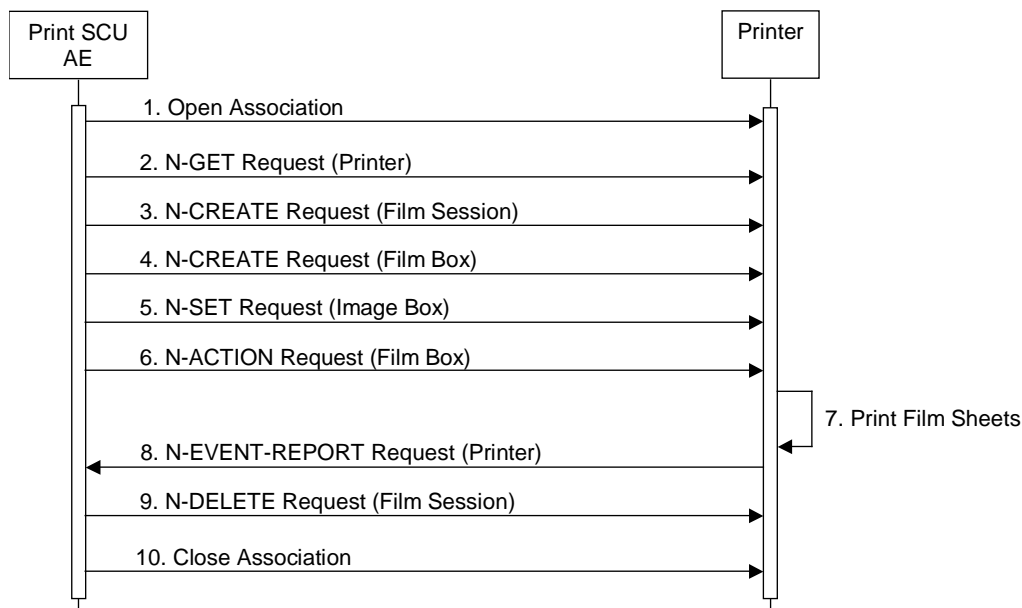 Print SCU
AE
Printer
1. Open Association
2. N-GET Request (Printer)
3. N-CREATE Request (Film Session)
4. N-CREATE Request (Film Box)
5. N-SET Request (Image Box)
6. N-ACTION Request (Film Box)
7. Print Film Sheets
8. N-EVENT-REPORT Request (Printer)
9. N-DELETE Request (Film Session)
10. Close Association